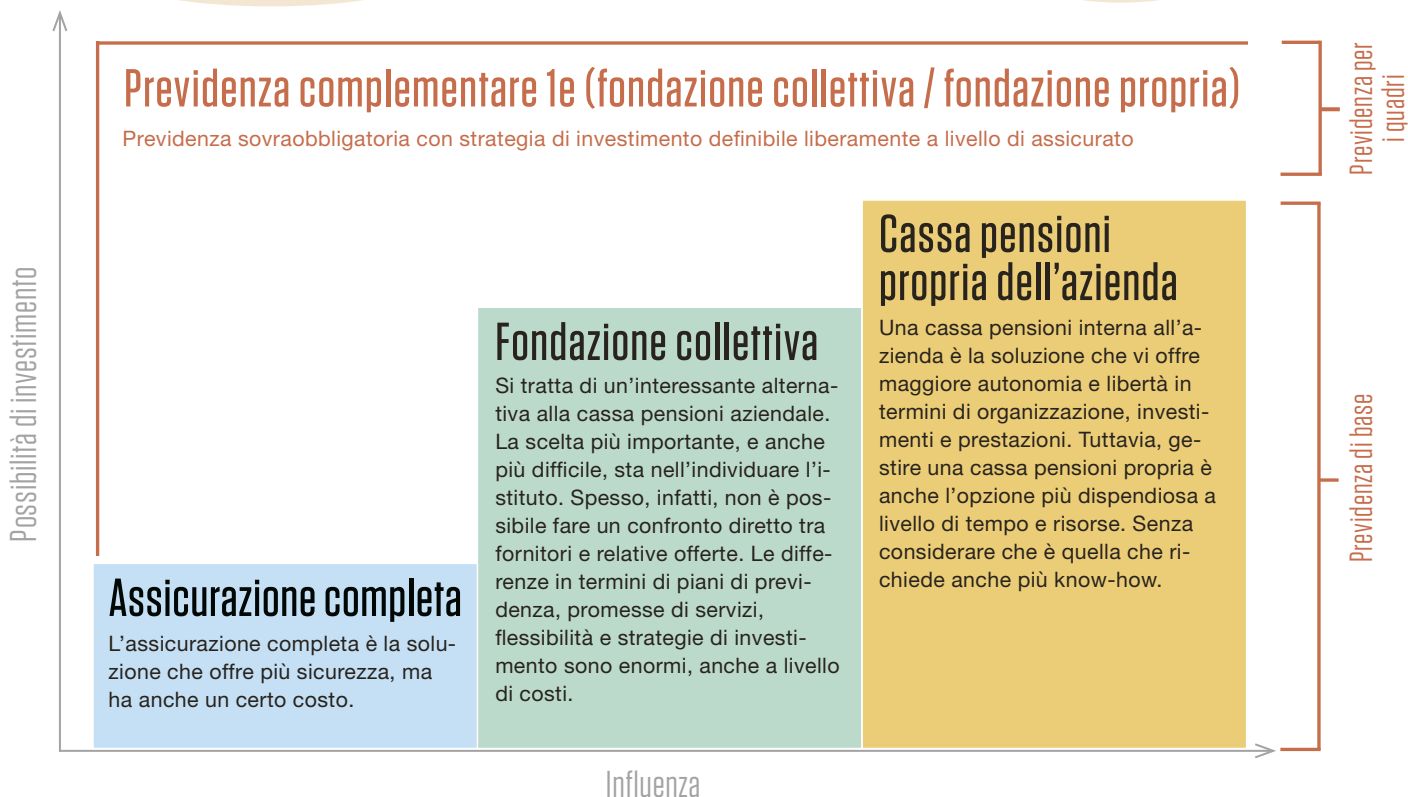 Previdenza complementare 1e (fondazione collettiva / fondazione propria)
Previdenza sovraobbligatoria con strategia di investimento definibile liberamente a livello di assicurato
Previdenza per
i quadri
Possibilità di investimento
Assicurazione completa
L'assicurazione completa è la solu-
zione che offre più sicurezza, ma
ha anche un certo costo.
Fondazione collettiva
Si tratta di un'interessante alterna-
tiva alla cassa pensioni aziendale.
La scelta più importante, e anche
più difficile, sta nell'individuare l'i-
stituto. Spesso, infatti, non è pos-
sibile fare un confronto diretto tra
fornitori e relative offerte. Le diffe-
renze in termini di piani di previ-
denza, promesse di servizi,
flessibilità e strategie di investi-
mento sono enormi, anche a livello
di costi.
Cassa pensioni
propria dell'azienda
Una cassa pensioni interna all'a-
zienda è la soluzione che vi offre
maggiore autonomia e libertà in
termini di organizzazione, investi-
menti e prestazioni. Tuttavia, ge-
stire una cassa pensioni propria è
anche l'opzione più dispendiosa a
livello di tempo e risorse. Senza
considerare che è quella che ri-
chiede anche più know-how.
Previdenza di base
Influenza